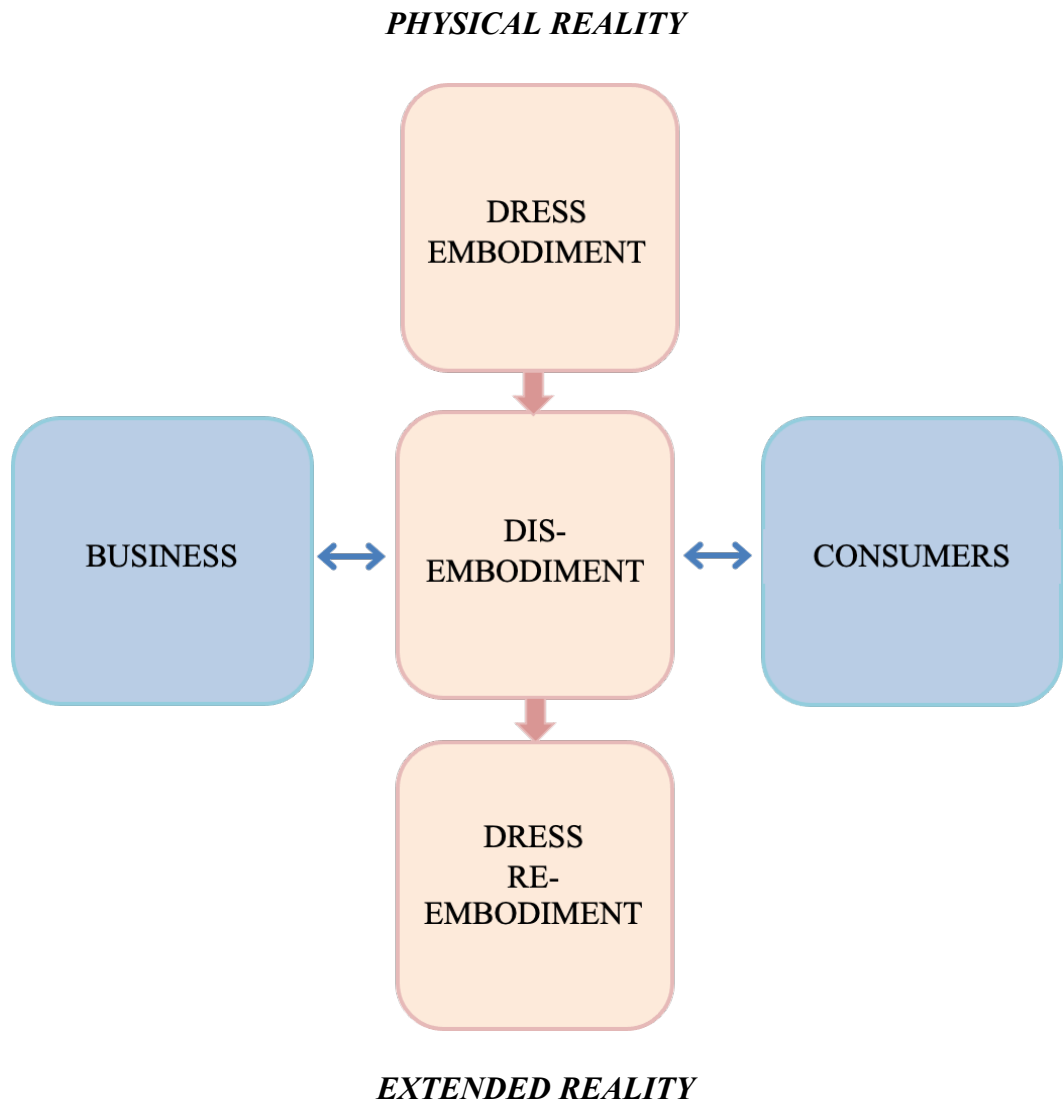 PHYSICAL REALITY
DRESS
EMBODIMENT
BUSINESS
DIS-
EMBODIMENT
CONSUMERS
DRESS
RE-
EMBODIMENT
EXTENDED REALITY